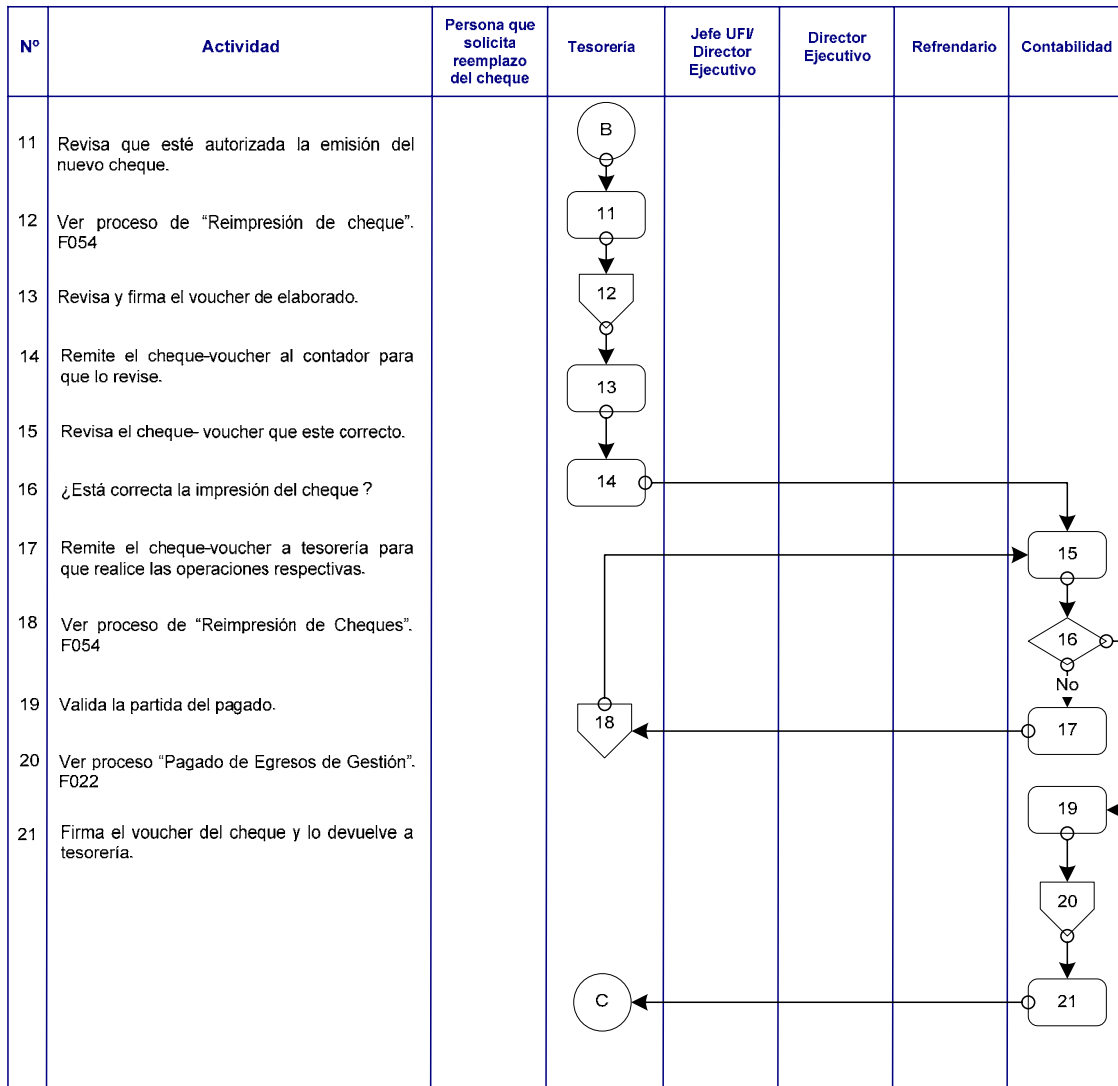 Nº
Actividad
Persona que
solicita
reemplazo
del cheque
Tesorería
Jefe UFI/
Director
Ejecutivo
Director
Ejecutivo
Refrendario
Contabilidad
11 Revisa que esté autorizada la emisión del
nuevo cheque.
12 Ver proceso de “Reimpresión de cheque”.
F054
13 Revisa y firma el voucher de elaborado.
14 Remite el cheque-voucher al contador para
que lo revise.
15 Revisa el cheque- voucher que este correcto.
16 ¿Está correcta la impresión del cheque ?
17 Remite el cheque-voucher a tesorería para
que realice las operaciones respectivas.
18 Ver proceso de “Reimpresión de Cheques”.
F054
19 Valida la partida del pagado.
20 Ver proceso “Pagado de Egresos de Gestión”.
F022
21 Firma el voucher del cheque y lo devuelve a
tesorería.
B
11
12
13
14
15
16
No
17
18
19
20
21
C